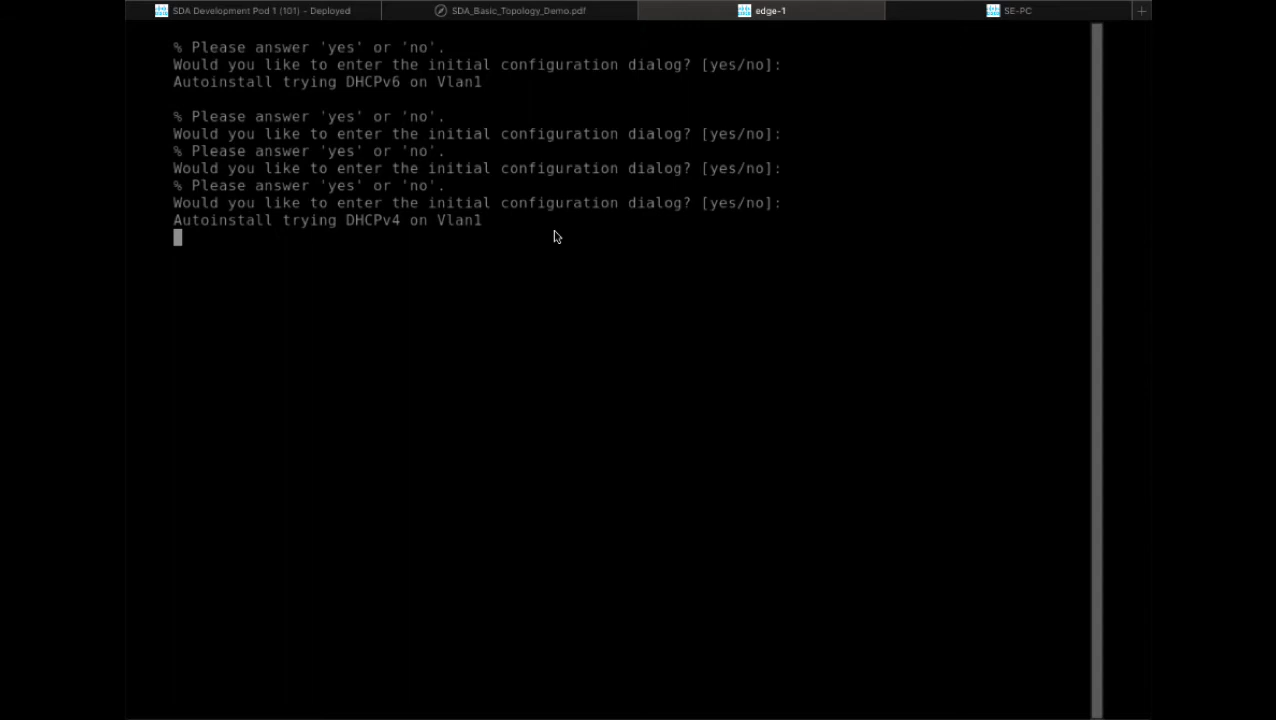 SDA Development Pod 1 (101) - Deployed
SDA_Basic_Topology_Demo.pdf
edge-1
SE-PC
% Please answer 'yes' or 'no'.
Would you like to enter the initial configuration dialog? [yes/no]:
Autoinstall trying DHCPv6 on Vlan1
% Please answer 'yes' or 'no'.
Would you like to enter the initial configuration dialog? [yes/no]:
% Please answer 'yes' or 'no'.
Would you like to enter the initial configuration dialog? [yes/no]:
% Please answer 'yes' or 'no'.
Would you like to enter the initial configuration dialog? [yes/no]:
Autoinstall trying DHCPv4 on Vlan1